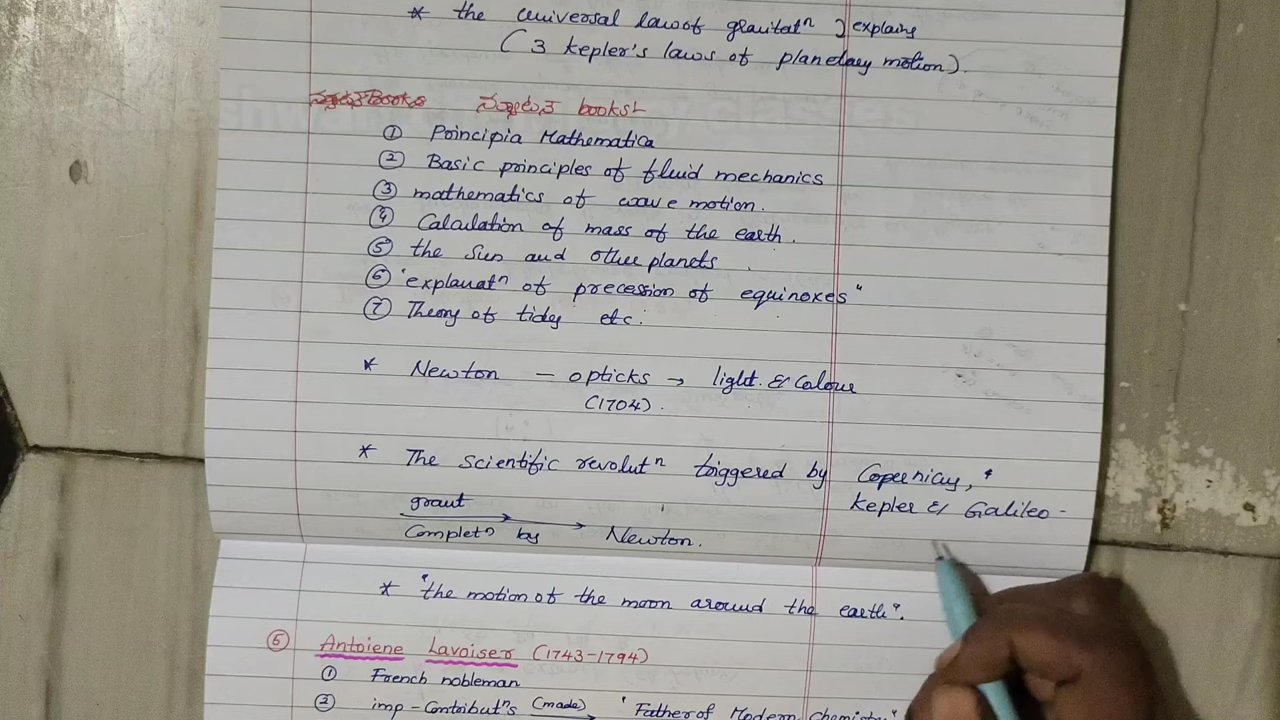 * the universal law of gravitatⁿ } explains
( 3 kepler's laws of planetary motion).
Books books
① Principia Mathematica
② Basic principles of fluid mechanics
③ mathematics of wave motion.
④ Calculation of mass of the earth.
⑤ the Sun and other planets.
⑥ "explanatⁿ of precession of equinoxes"
⑦ Theory of tides etc.
* Newton – opticks → light & Colour
(1704).
* The scientific revolutⁿ triggered by Copernicus,
kepler & Galileo -
Completⁿ by → Newton.
* "the motion of the moon around the earth".
⑤ Antoiene Lavoiser (1743-1794)
① French nobleman
② imp - Contributⁿs (made) → "Father of Modern Chemistry"